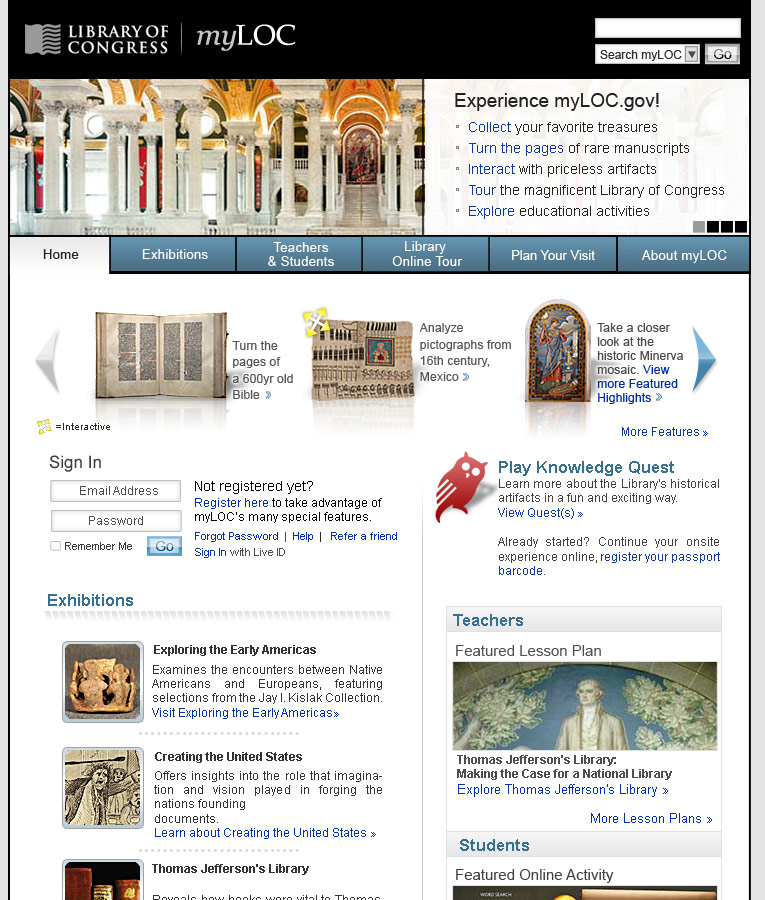 LIBRARY OF
CONGRESS
myLOC
Search myLOC
Go
Experience myLOC.gov!
Collect your favorite treasures
Turn the pages of rare manuscripts
Interact with priceless artifacts
Tour the magnificent Library of Congress
Explore educational activities
Home
Exhibitions
Teachers
& Students
Library
Online Tour
Plan Your Visit
About myLOC
Turn the
pages of
a 600yr old
Bible »
Analyze
pictographs from
16th century,
Mexico »
Take a closer
look at the
historic Minerva
mosaic. View
more Featured
Highlights »
=Interactive
More Features »
Sign In
Email Address
Password
Remember Me
Go
Not registered yet?
Register here to take advantage of
myLOC's many special features.
Forgot Password | Help | Refer a friend
Sign In with Live ID
Play Knowledge Quest
Learn more about the Library's historical
artifacts in a fun and exciting way.
View Quest(s) »
Already started? Continue your onsite
experience online, register your passport
barcode.
Exhibitions
Exploring the Early Americas
Examines the encounters between Native
Americans and Europeans, featuring
selections from the Jay I. Kislak Collection.
Visit Exploring the Early Americas»
Creating the United States
Offers insights into the role that imagina-
tion and vision played in forging the
nations founding
documents.
Learn about Creating the United States »
Thomas Jefferson's Library
Reveals how books were vital to Thomas
Teachers
Featured Lesson Plan
Thomas Jefferson's Library:
Making the Case for a National Library
Explore Thomas Jefferson's Library »
More Lesson Plans »
Students
Featured Online Activity
WORD SEARCH